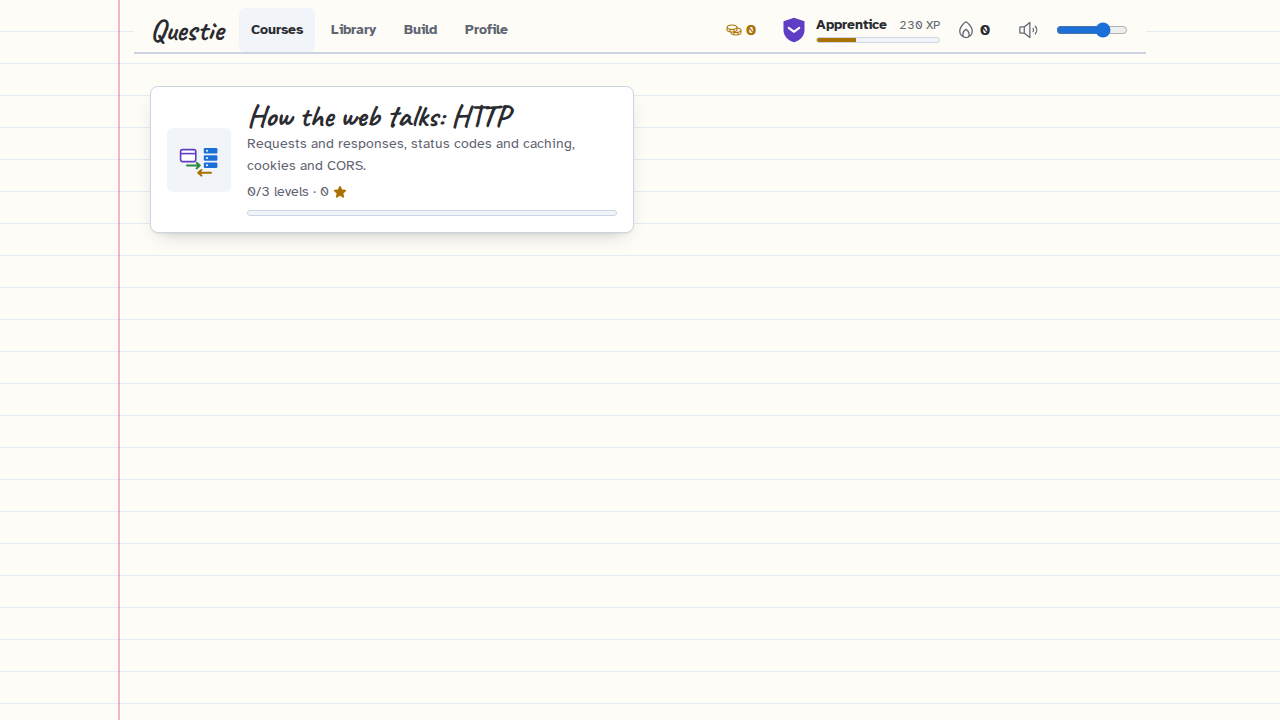 Questie
Courses
Library
Build
Profile
0
Apprentice
230 XP
0
How the web talks: HTTP
Requests and responses, status codes and caching,
cookies and CORS.
0/3 levels · 0